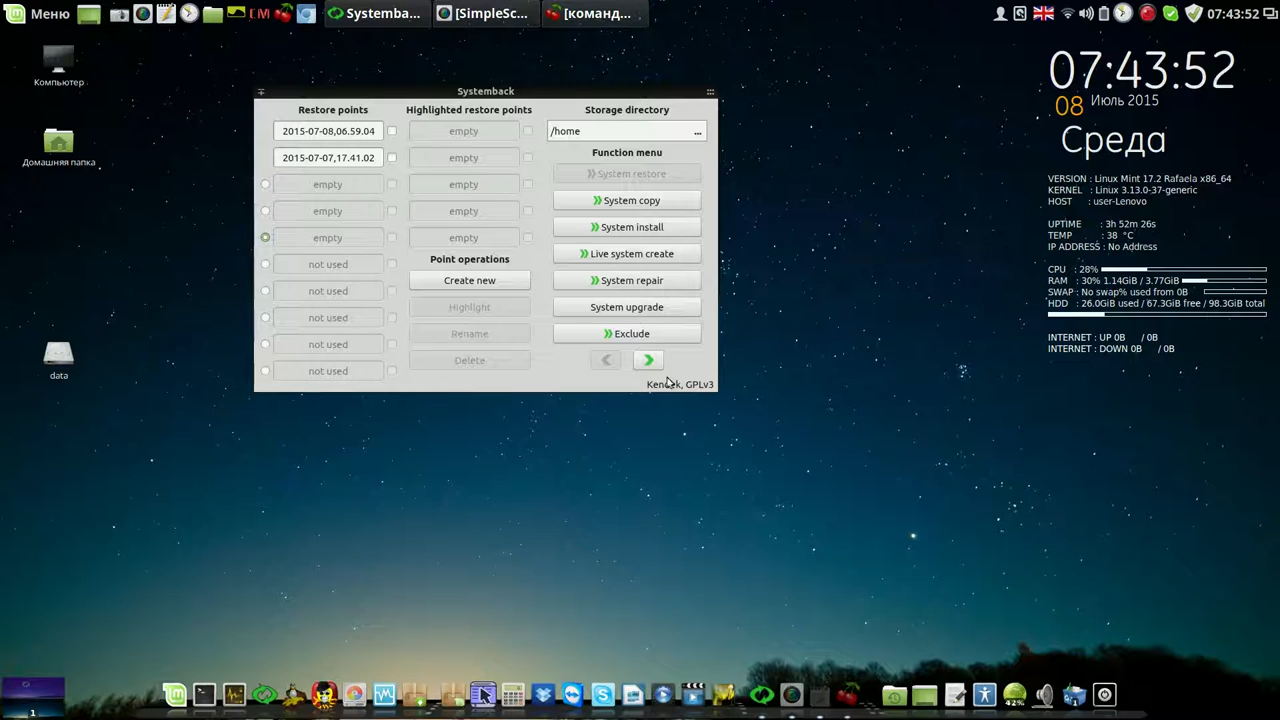 Меню
Systemba...
[SimpleSc...
[команд...
07:43:52
Компьютер
Домашняя папка
data
Systemback
Restore points
Highlighted restore points
Storage directory
2015-07-08,06.59.04
empty
/home
...
2015-07-07,17.41.02
empty
Function menu
empty
empty
System restore
empty
empty
System copy
empty
empty
System install
not used
Point operations
Live system create
not used
Create new
System repair
not used
Highlight
System upgrade
not used
Rename
Exclude
not used
Delete
GPLv3
07:43:52
08 Июль 2015
Среда
VERSION : Linux Mint 17.2 Rafaela x86_64
KERNEL : Linux 3.13.0-37-generic
HOST : user-Lenovo
UPTIME : 3h 52m 26s
TEMP : 38 °C
IP ADDRESS : No Address
CPU : 28%
RAM : 30% 1.14GiB / 3.77GiB
SWAP : No swap% used from 0B
HDD : 26.0GiB used / 67.3GiB free / 98.3GiB total
INTERNET : UP 0B / 0B
INTERNET : DOWN 0B / 0B
42%
1